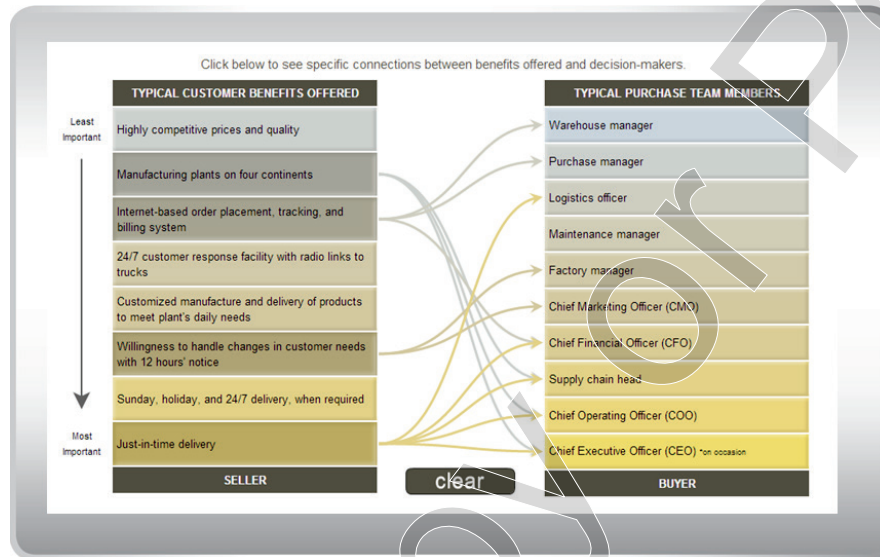 Click below to see specific connections between benefits offered and decision-makers.
TYPICAL CUSTOMER BENEFITS OFFERED
Least
Important
Highly competitive prices and quality
Manufacturing plants on four continents
Internet-based order placement, tracking, and
billing system
24/7 customer response facility with radio links to
trucks
Customized manufacture and delivery of products
to meet plant's daily needs
Willingness to handle changes in customer needs
with 12 hours' notice
Sunday, holiday, and 24/7 delivery, when required
Most
Important
Just-in-time delivery
SELLER
clear
TYPICAL PURCHASE TEAM MEMBERS
Warehouse manager
Purchase manager
Logistics officer
Maintenance manager
Factory manager
Chief Marketing Officer (CMO)
Chief Financial Officer (CFO)
Supply chain head
Chief Operating Officer (COO)
Chief Executive Officer (CEO) *on occasion
BUYER
or